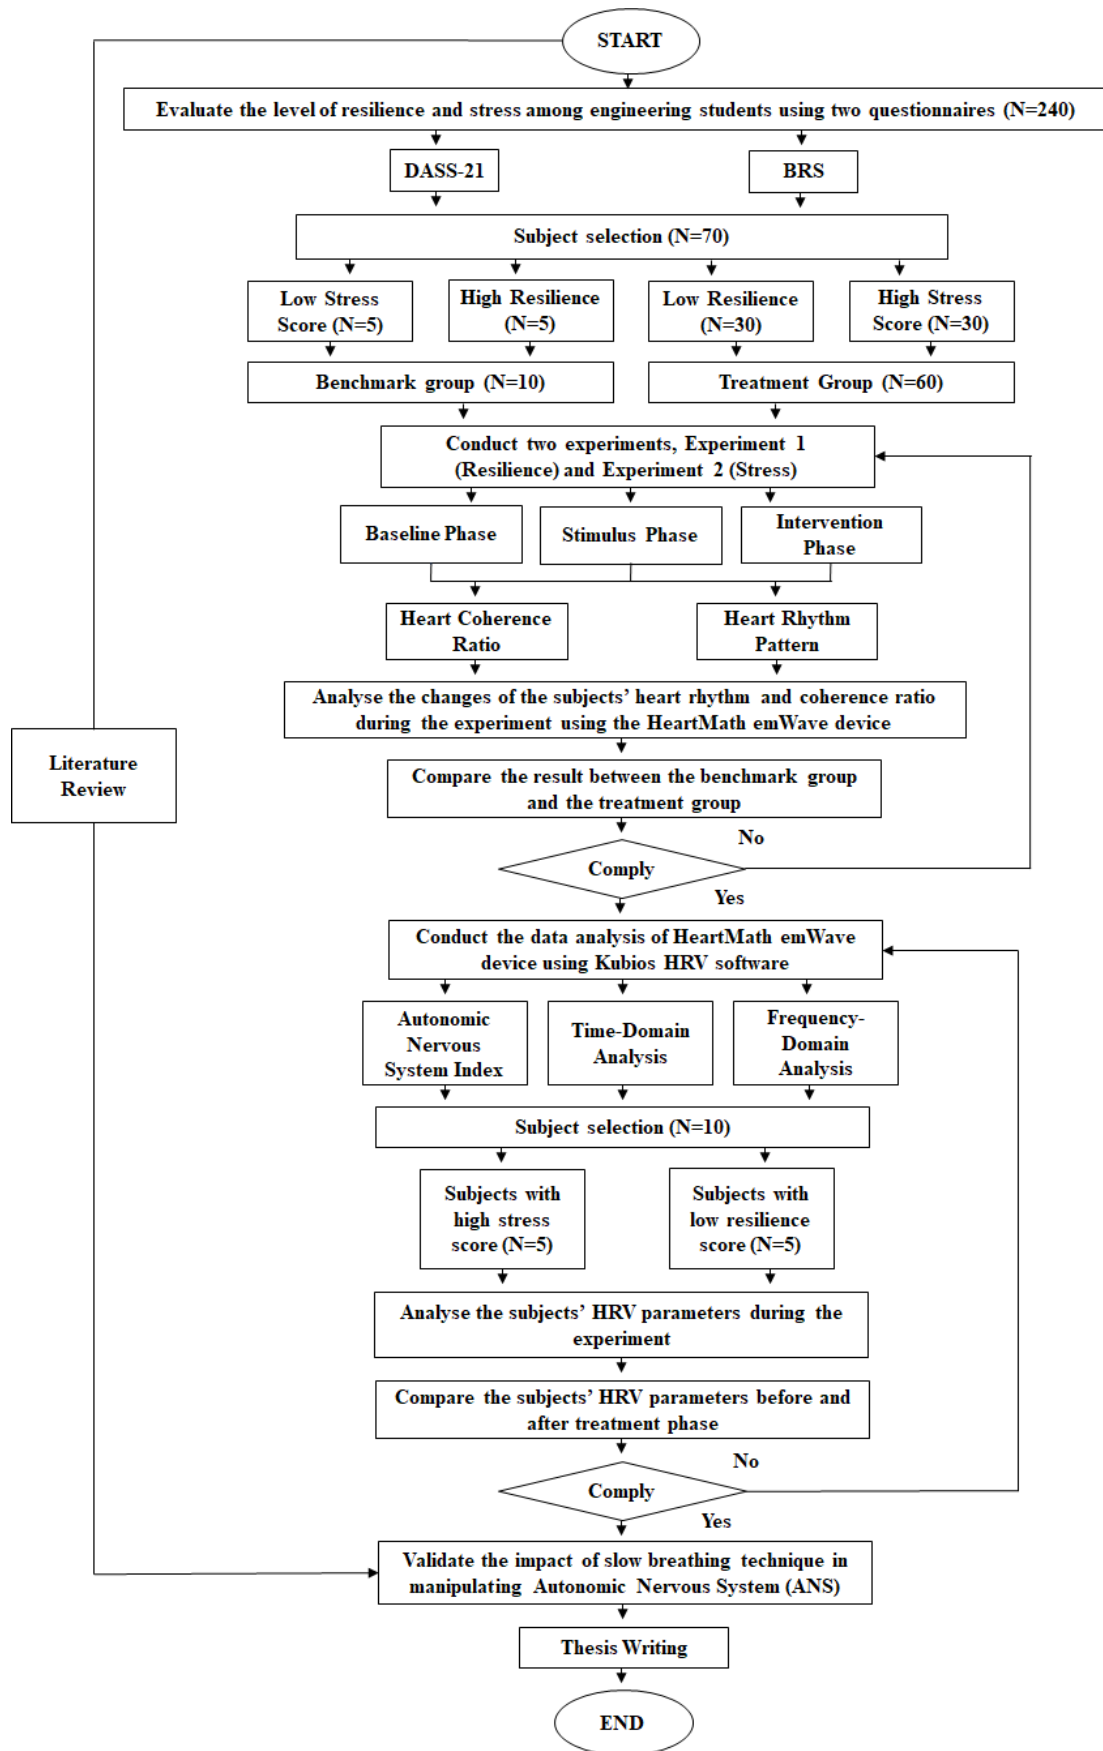 START
Evaluate the level of resilience and stress among engineering students using two questionnaires (N=240)
DASS-21
BRS
Subject selection (N=70)
Low Stress
Score (N=5)
High Resilience
(N=5)
Low Resilience
(N=30)
High Stress
Score (N=30)
Benchmark group (N=10)
Treatment Group (N=60)
Conduct two experiments, Experiment 1
(Resilience) and Experiment 2 (Stress)
Baseline Phase
Stimulus Phase
Intervention
Phase
Heart Coherence
Ratio
Heart Rhythm
Pattern
Analyse the changes of the subjects’ heart rhythm and coherence ratio
during the experiment using the HeartMath emWave device
Literature
Review
Compare the result between the benchmark group
and the treatment group
No
Comply
Yes
Conduct the data analysis of HeartMath emWave
device using Kubios HRV software
Autonomic
Nervous
System Index
Time-Domain
Analysis
Frequency-
Domain
Analysis
Subject selection (N=10)
Subjects with
high stress
score (N=5)
Subjects with
low resilience
score (N=5)
Analyse the subjects’ HRV parameters during the
experiment
Compare the subjects’ HRV parameters before and
after treatment phase
No
Comply
Yes
Validate the impact of slow breathing technique in
manipulating Autonomic Nervous System (ANS)
Thesis Writing
END